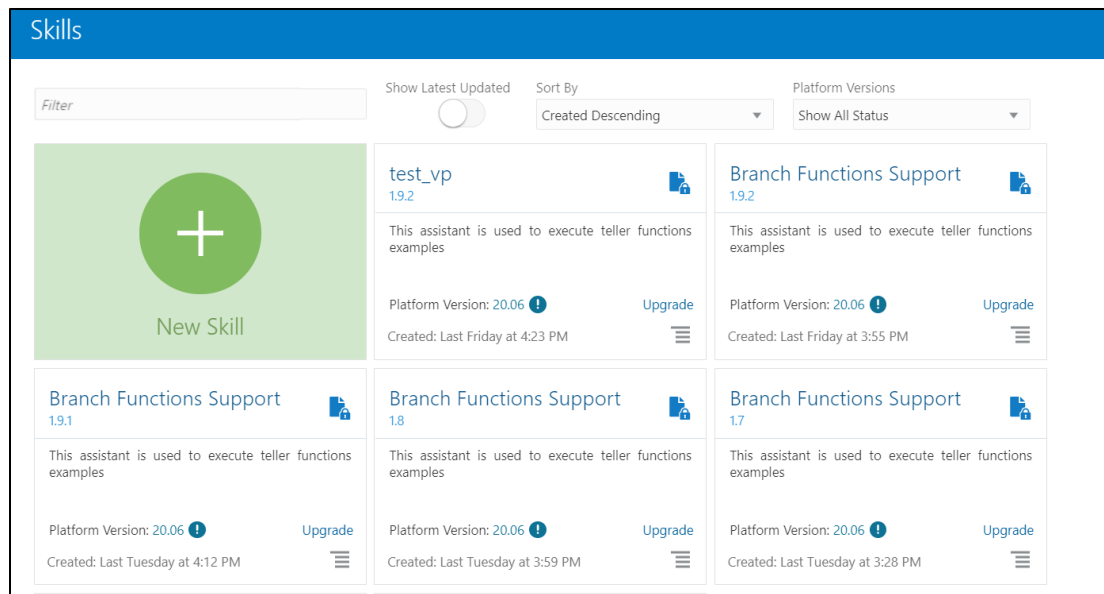 Skills
Show Latest Updated
Sort By
Platform Versions
Filter
Created Descending
Show All Status
New Skill
test_vp
1.9.2
This assistant is used to execute teller functions
examples
Platform Version: 20.06
Upgrade
Created: Last Friday at 4:23 PM
Branch Functions Support
1.9.2
This assistant is used to execute teller functions
examples
Platform Version: 20.06
Upgrade
Created: Last Friday at 3:55 PM
Branch Functions Support
1.9.1
This assistant is used to execute teller functions
examples
Platform Version: 20.06
Upgrade
Created: Last Tuesday at 4:12 PM
Branch Functions Support
1.8
This assistant is used to execute teller functions
examples
Platform Version: 20.06
Upgrade
Created: Last Tuesday at 3:59 PM
Branch Functions Support
1.7
This assistant is used to execute teller functions
examples
Platform Version: 20.06
Upgrade
Created: Last Tuesday at 3:28 PM